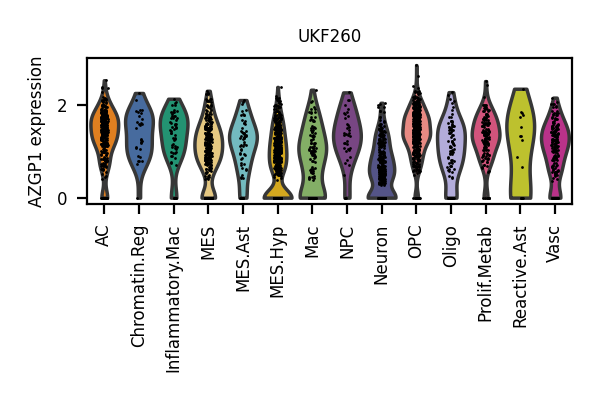 UKF260
AZGP1 expression
2
0
AC
Chromatin.Reg
Inflammatory.Mac
MES
MES.Ast
MES.Hyp
Mac
NPC
Neuron
OPC
Oligo
Prolif.Metab
Reactive.Ast
Vasc